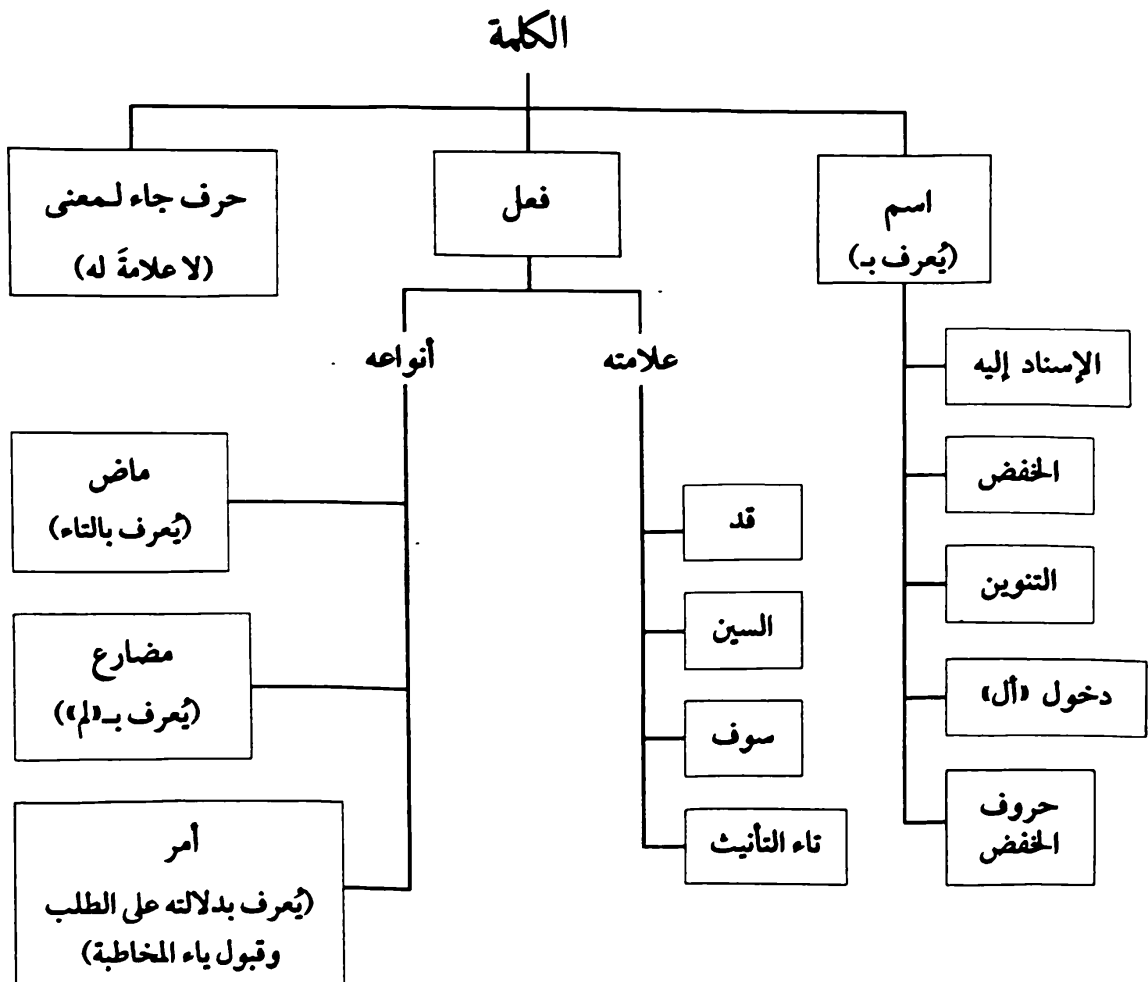 الكلمة
اسم
(يُعرف بـ)
الإسناد إليه
الخفض
التنوين
دخول «أل»
حروف
الخفض
فعل
علامته
قد
السين
سوف
تاء التأنيث
أنواعه
ماض
(يُعرف بالتاء)
مضارع
(يُعرف بـ«لم»)
أمر
(يُعرف بدلالته على الطلب
وقبول ياء المخاطبة)
حرف جاء لـمعنى
(لا علامةَ له)